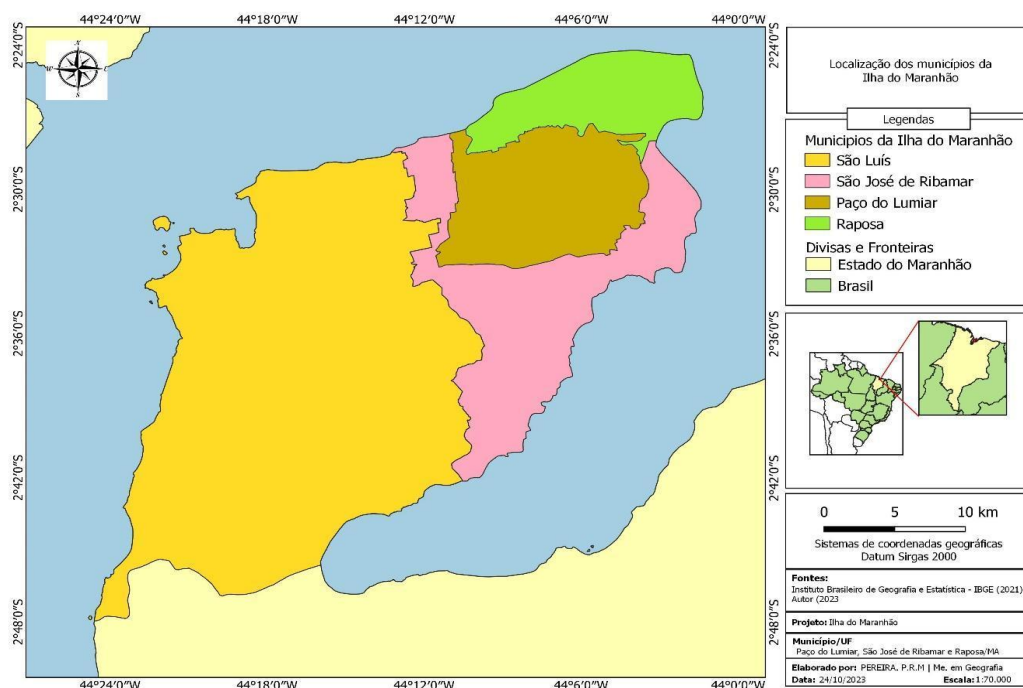 44°24'0"W 44°18'0"W 44°12'0"W 44°6'0"W 44°0'0"W
2°24'0"S
2°30'0"S
2°36'0"S
2°42'0"S
2°48'0"S
N
W
E
S
2°24'0"S
2°30'0"S
2°36'0"S
2°42'0"S
2°48'0"S
44°24'0"W 44°18'0"W 44°12'0"W 44°6'0"W 44°0'0"W
Localização dos municípios da
Ilha do Maranhão
Legendas
Municipios da Ilha do Maranhão
São Luís
São José de Ribamar
Paço do Lumiar
Raposa
Divisas e Fronteiras
Estado do Maranhão
Brasil
0 5 10 km
Sistemas de coordenadas geográficas
Datum Sirgas 2000
Fontes:
Instituto Brasileiro de Geografia e Estatística - IBGE (2021)
Autor (2023
Projeto: Ilha do Maranhão
Município/UF
Paço do Lumiar, São José de Ribamar e Raposa/MA
Elaborado por: PEREIRA. P.R.M | Me. em Geografia
Data: 24/10/2023 Escala:1:70.000